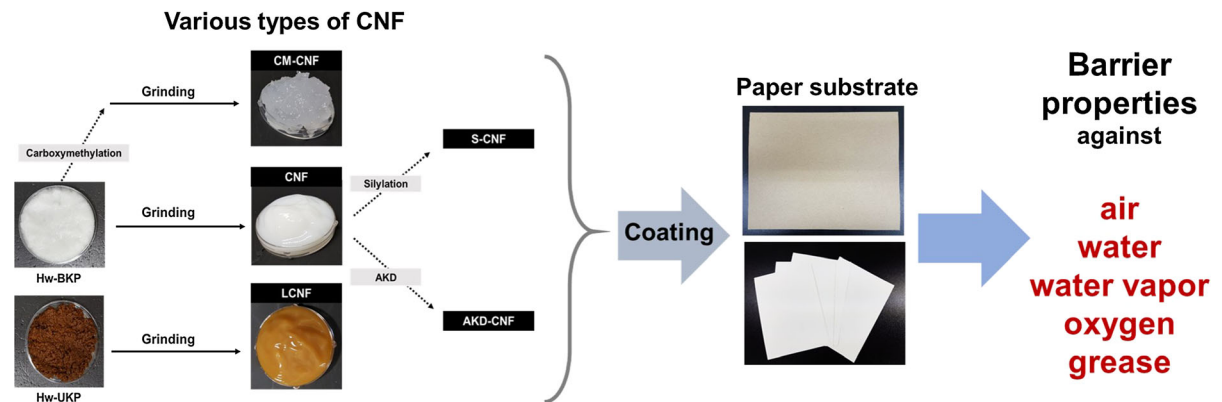 Various types of CNF
CM-CNF
Grinding
Carboxymethylation
S-CNF
CNF
Silylation
Grinding
Hw-BKP
AKD
LCNF
AKD-CNF
Grinding
Hw-UKP
Coating
Paper substrate
Barrier
properties
against
air
water
water vapor
oxygen
grease